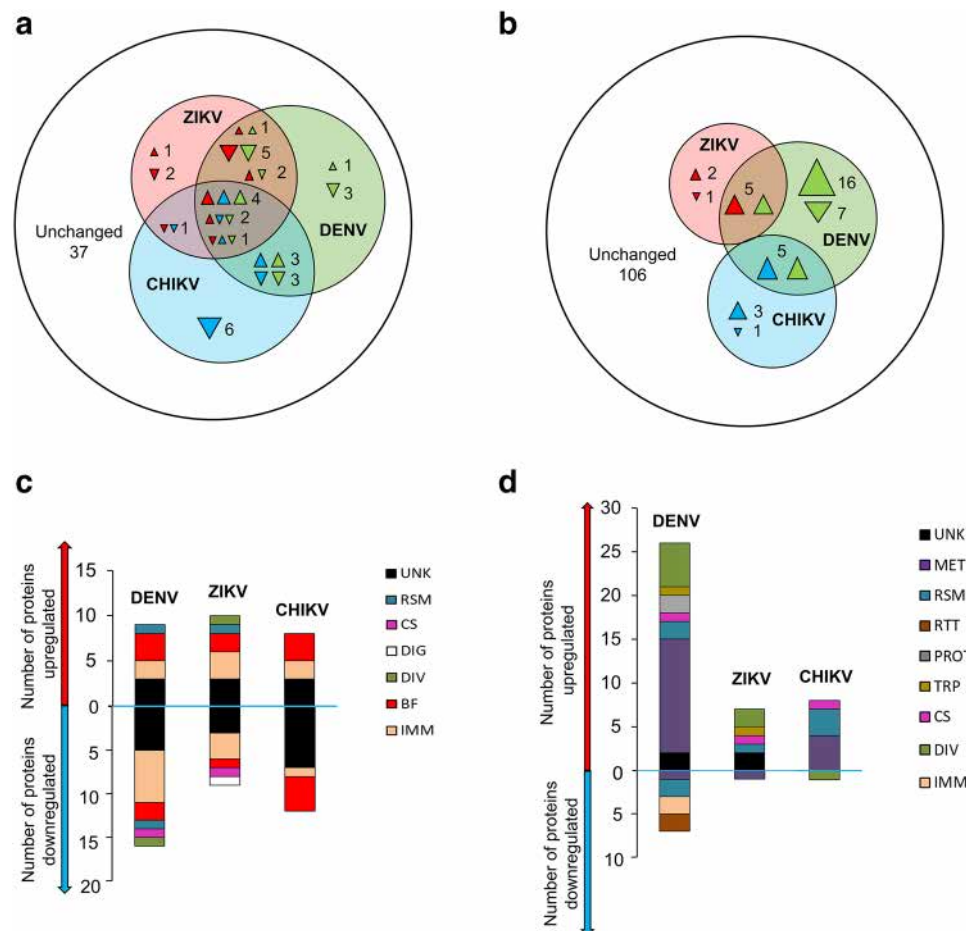 a
ZIKV
1
2
1
5
2
1
3
4
2
1
1
DENV
Unchanged
37
3
3
CHIKV
6
b
ZIKV
2
1
5
16
7
DENV
Unchanged
106
5
CHIKV
3
1
c
Number of proteins
upregulated
Number of proteins
downregulated
15
10
5
0
5
10
15
20
DENV
ZIKV
CHIKV
UNK
RSM
CS
DIG
DIV
BF
IMM
d
Number of proteins
upregulated
Number of proteins
downregulated
30
25
20
15
10
5
0
5
10
DENV
ZIKV
CHIKV
UNK
MET
RSM
RTT
PROT
TRP
CS
DIV
IMM